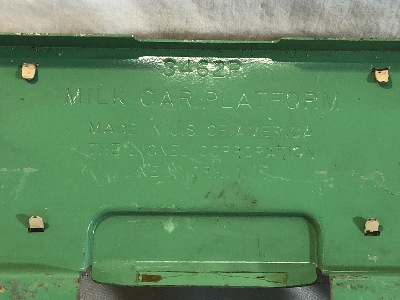 3462P
MILK CAR PLATFORM
MADE IN U.S. OF AMERICA
THE LIONEL CORPORATION
NEW YORK